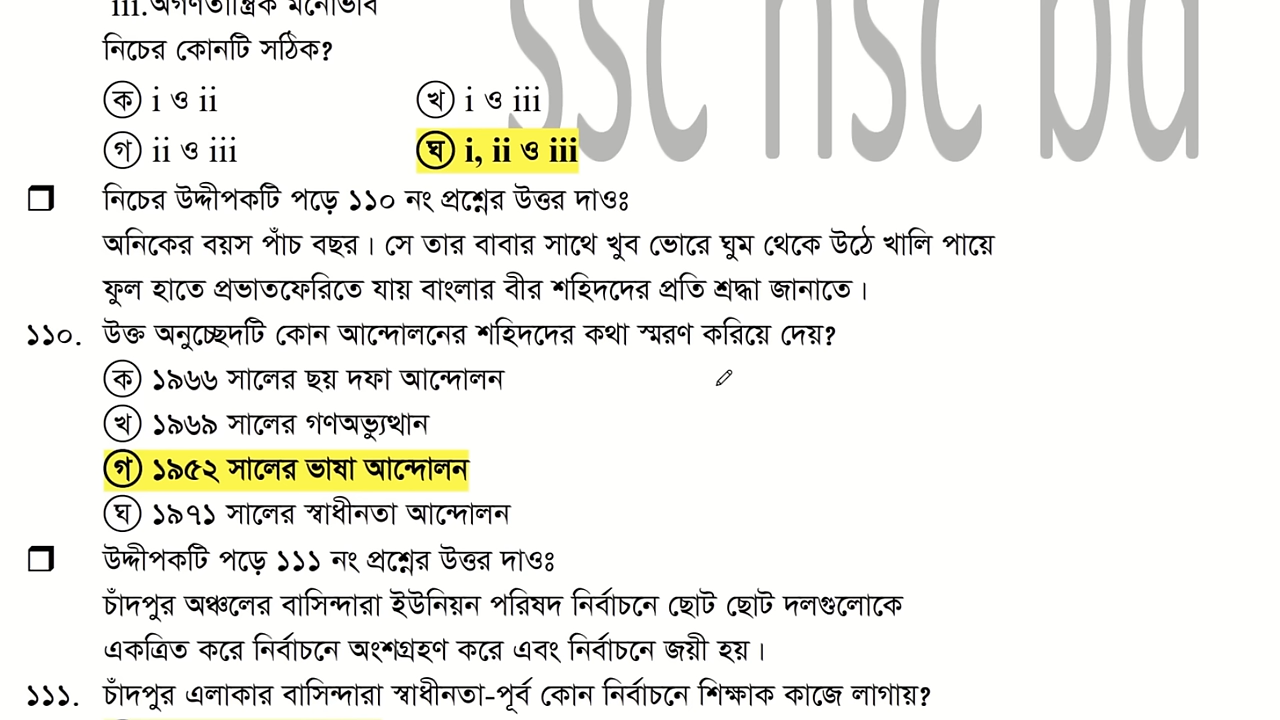 iii.অগণতান্ত্রিক মনোভাব
নিচের কোনটি সঠিক?
ক i ও ii খ i ও iii
গ ii ও iii ঘ i, ii ও iii
ssc hsc bd
❒ নিচের উদ্দীপকটি পড়ে ১১০ নং প্রশ্নের উত্তর দাওঃ
অনিকের বয়স পাঁচ বছর। সে তার বাবার সাথে খুব ভোরে ঘুম থেকে উঠে খালি পায়ে
ফুল হাতে প্রভাতফেরিতে যায় বাংলার বীর শহিদদের প্রতি শ্রদ্ধা জানাতে।
১১০. উক্ত অনুচ্ছেদটি কোন আন্দোলনের শহিদদের কথা স্মরণ করিয়ে দেয়?
ক ১৯৬৬ সালের ছয় দফা আন্দোলন
খ ১৯৬৯ সালের গণঅভ্যুত্থান
গ ১৯৫২ সালের ভাষা আন্দোলন
ঘ ১৯৭১ সালের স্বাধীনতা আন্দোলন
❒ উদ্দীপকটি পড়ে ১১১ নং প্রশ্নের উত্তর দাওঃ
চাঁদপুর অঞ্চলের বাসিন্দারা ইউনিয়ন পরিষদ নির্বাচনে ছোট ছোট দলগুলোকে
একত্রিত করে নির্বাচনে অংশগ্রহণ করে এবং নির্বাচনে জয়ী হয়।
১১১. চাঁদপুর এলাকার বাসিন্দারা স্বাধীনতা-পূর্ব কোন নির্বাচনে শিক্ষাক কাজে লাগায়?